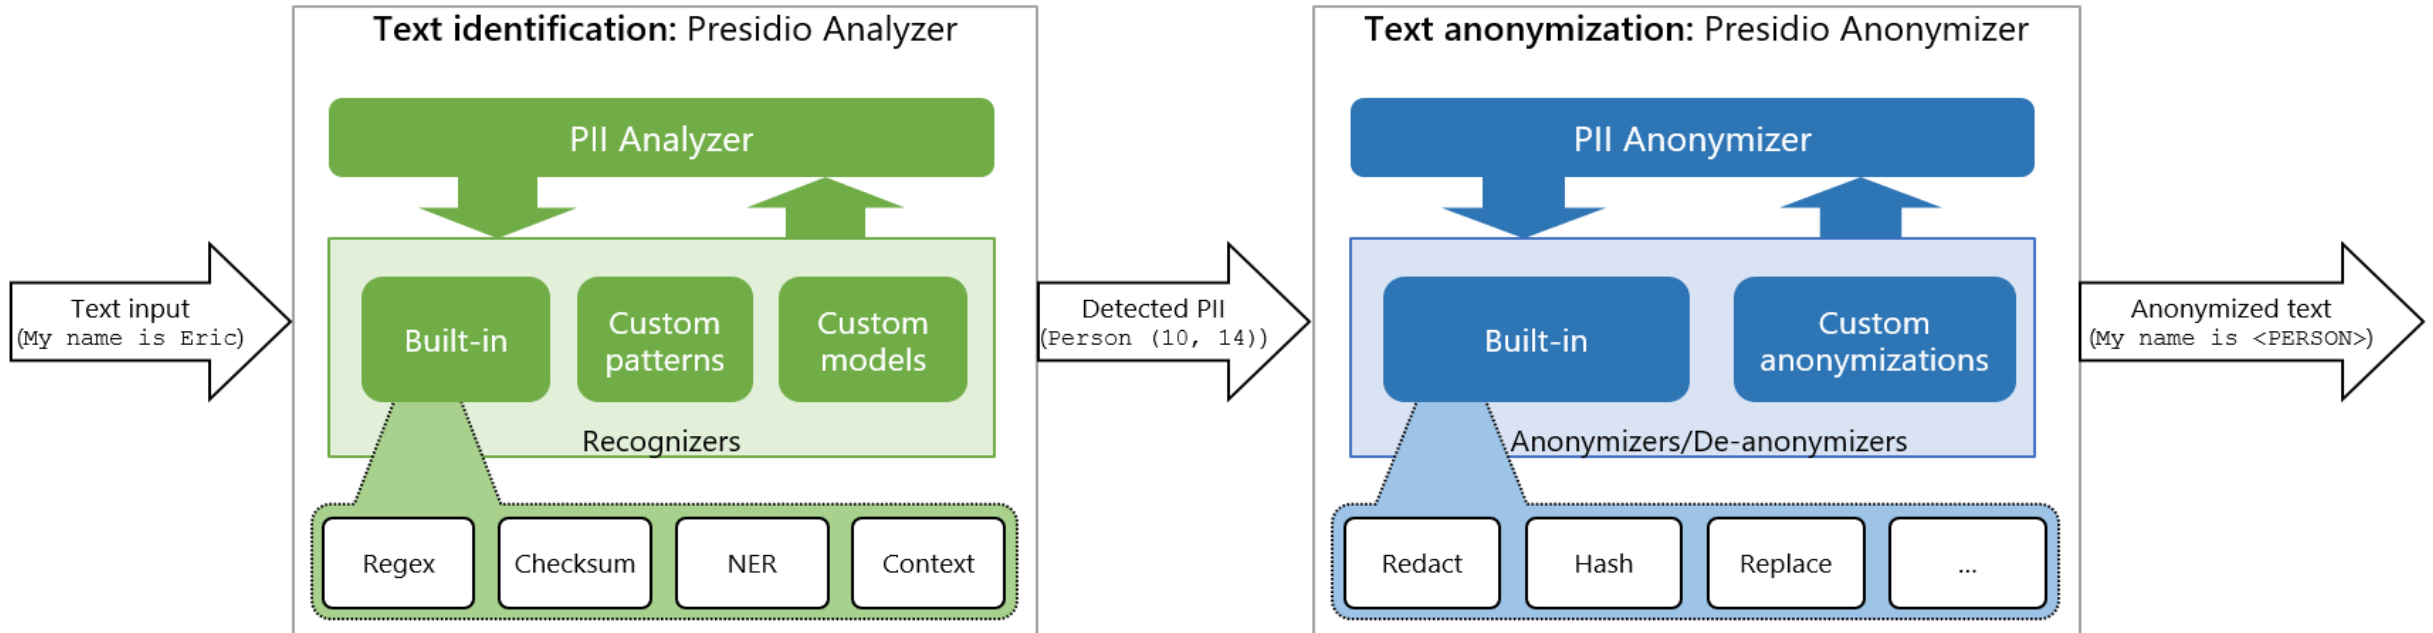 Text identification: Presidio Analyzer
PII Analyzer
Text input
(My name is Eric)
Built-in
Custom
patterns
Custom
models
Recognizers
Regex
Checksum
NER
Context
Detected PII
(Person (10, 14))
Text anonymization: Presidio Anonymizer
PII Anonymizer
Built-in
Custom
anonymizations
Anonymizers/De-anonymizers
Redact
Hash
Replace
...
Anonymized text
(My name is <PERSON>)